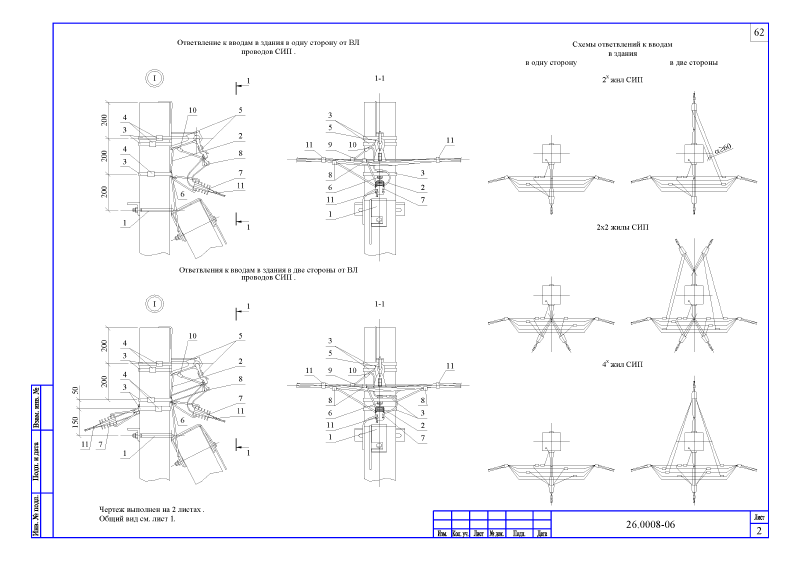 62
Ответвление к вводам в здания в одну сторону от ВЛ
проводов СИП .
I
1
1-1
10
5
4
3
2
4
3
8
7
11
6
1
1
200
200
200
3
5
11
9
10
11
8
3
6
2
11
7
1
Ответвления к вводам в здания в две стороны от ВЛ
проводов СИП .
I
1
1-1
10
5
4
3
2
4
3
8
7
11
6
11
7
1
1
200
200
50
150
3
5
11
9
10
11
8
8
6
3
11
2
1
7
Схемы ответвлений к вводам
в здания
в одну сторону
в две стороны
2х жил СИП
α≥60
2х2 жилы СИП
4х жил СИП
Чертеж выполнен на 2 листах .
Общий вид см. лист 1.
Взам. инв. №
Подп. и дата
Инв. № подл.
Изм.
Кол. уч.
Лист
№ док.
Подп.
Дата
26.0008-06
Лист
2